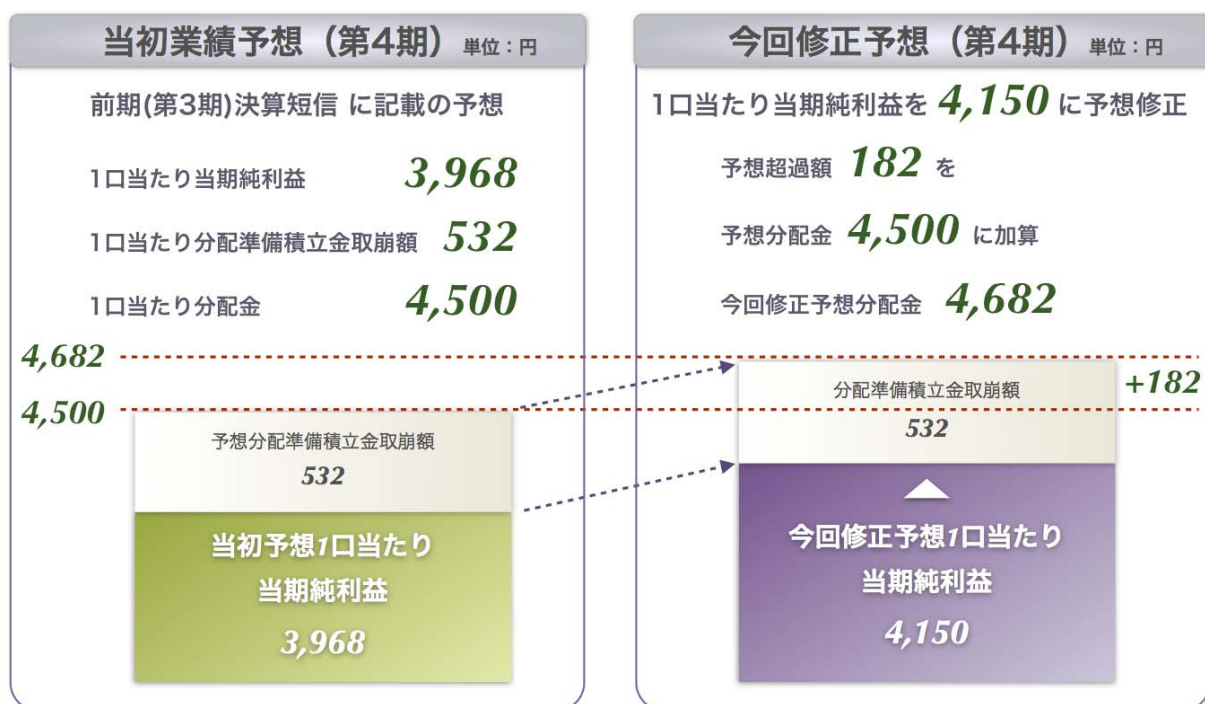 当初業績予想（第4期）単位：円
前期(第3期)決算短信 に記載の予想
1口当たり当期純利益 3,968
1口当たり分配準備積立金取崩額 532
1口当たり分配金 4,500
今回修正予想（第4期）単位：円
1口当たり当期純利益を 4,150 に予想修正
予想超過額 182 を
予想分配金 4,500 に加算
今回修正予想分配金 4,682
4,682
4,500
予想分配準備積立金取崩額
532
当初予想1口当たり
当期純利益
3,968
+182
分配準備積立金取崩額
532
今回修正予想1口当たり
当期純利益
4,150